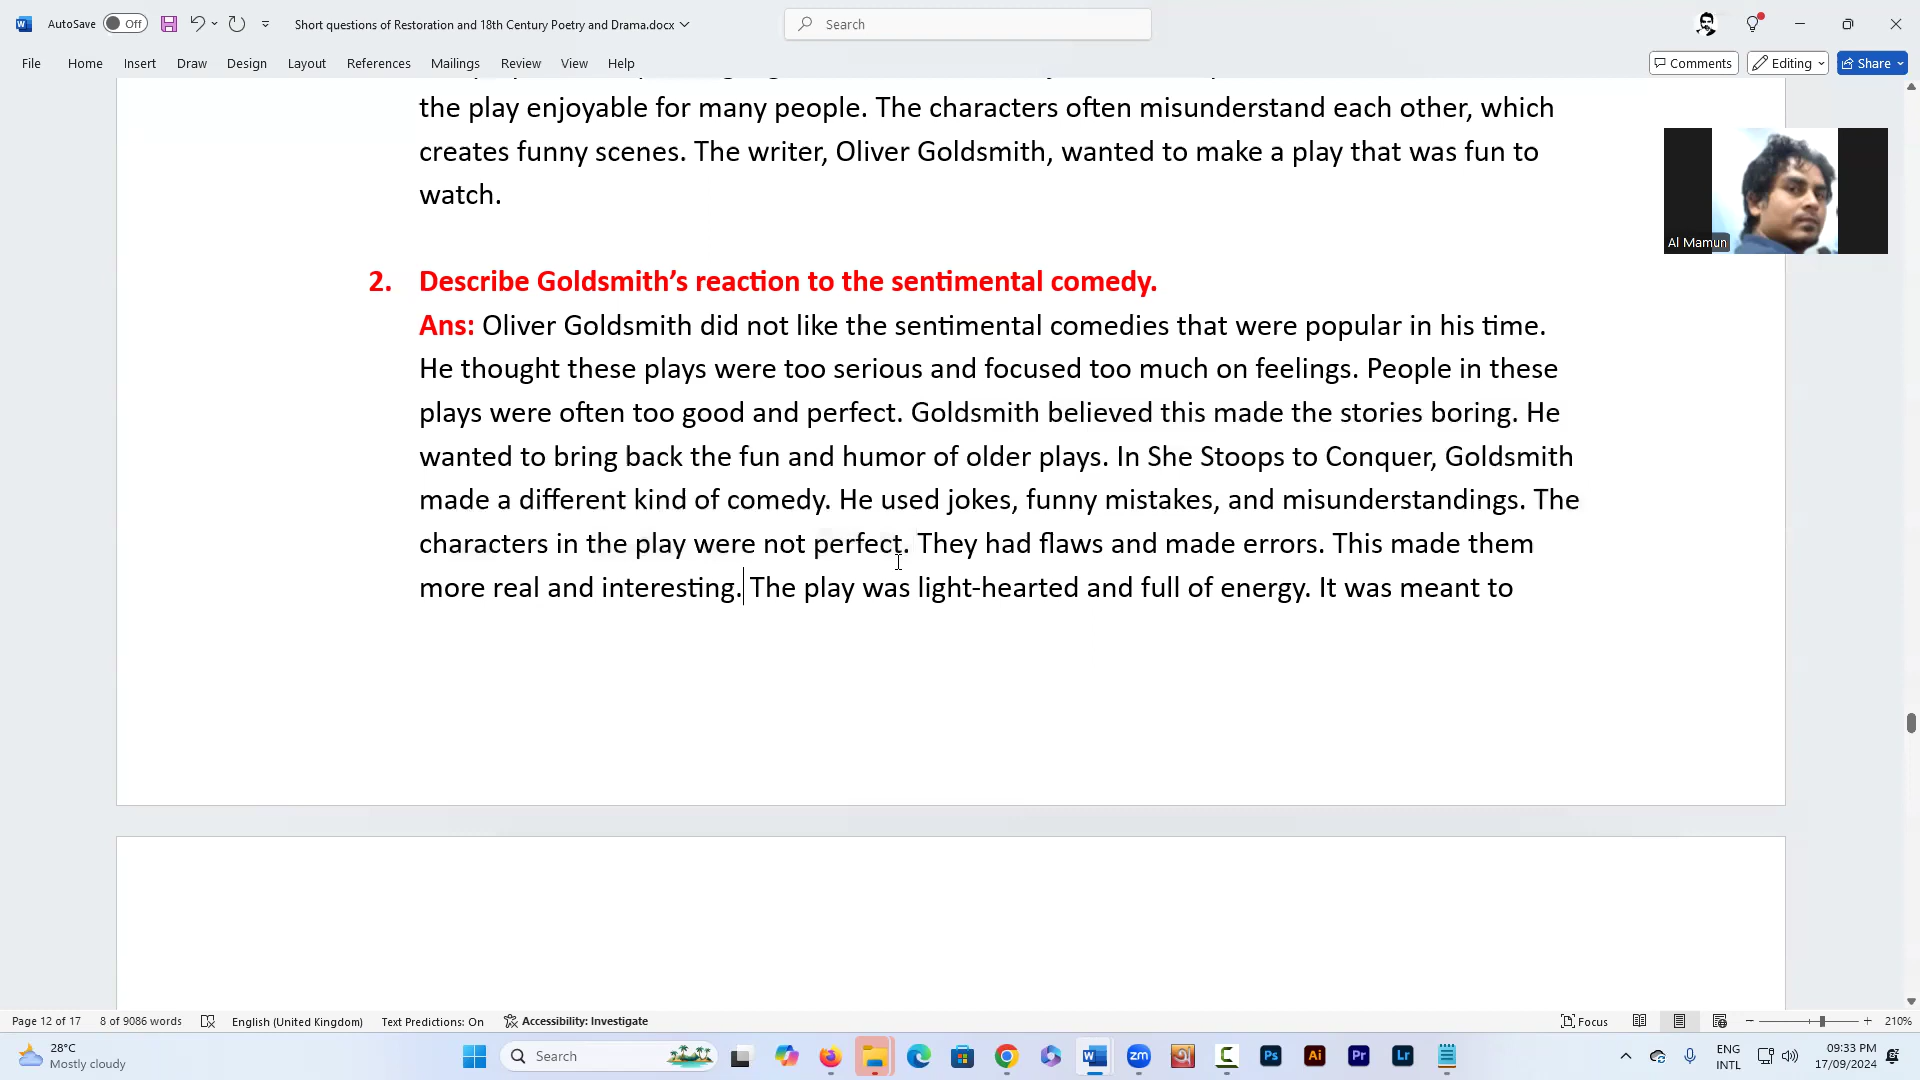 AutoSave Off Short questions of Restoration and 18th Century Poetry and Drama.docx Search
File Home Insert Draw Design Layout References Mailings Review View Help Comments Editing Share
the play enjoyable for many people. The characters often misunderstand each other, which
creates funny scenes. The writer, Oliver Goldsmith, wanted to make a play that was fun to
watch.
Al Mamun
2. Describe Goldsmith’s reaction to the sentimental comedy.
Ans: Oliver Goldsmith did not like the sentimental comedies that were popular in his time.
He thought these plays were too serious and focused too much on feelings. People in these
plays were often too good and perfect. Goldsmith believed this made the stories boring. He
wanted to bring back the fun and humor of older plays. In She Stoops to Conquer, Goldsmith
made a different kind of comedy. He used jokes, funny mistakes, and misunderstandings. The
characters in the play were not perfect. They had flaws and made errors. This made them
more real and interesting. The play was light-hearted and full of energy. It was meant to
Page 12 of 17 8 of 9086 words English (United Kingdom) Text Predictions: On Accessibility: Investigate Focus 210%
28°C
Mostly cloudy
Search
zm
Ps
Ai
Pr
Lr
ENG
INTL
09:33 PM
17/09/2024